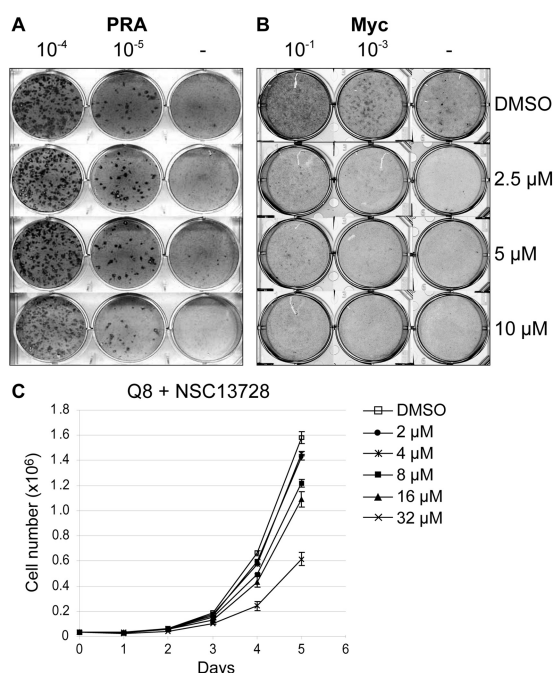 A PRA
10-4 10-5 -
B Myc
10-1 10-3 -
DMSO
2.5 µM
5 µM
10 µM
C Q8 + NSC13728
Cell number (x10⁶)
1.8
1.6
1.4
1.2
1.0
0.8
0.6
0.4
0.2
0
0 1 2 3 4 5 6
Days
DMSO
2 µM
4 µM
8 µM
16 µM
32 µM